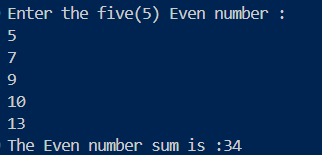 Enter the five(5) Even number :
5
7
9
10
13
The Even number sum is :34